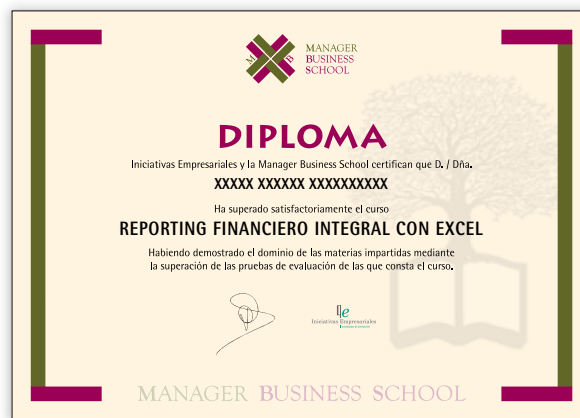 M B
MANAGER
BUSINESS
SCHOOL
DIPLOMA
Iniciativas Empresariales y la Manager Business School certifican que D. / Dña.
XXXXX XXXXXX XXXXXXXXXX
Ha superado satisfactoriamente el curso
REPORTING FINANCIERO INTEGRAL CON EXCEL
Habiendo demostrado el dominio de las materias impartidas mediante
la superación de las pruebas de evaluación de las que consta el curso.
Ie
Iniciativas Empresariales
MANAGER BUSINESS SCHOOL